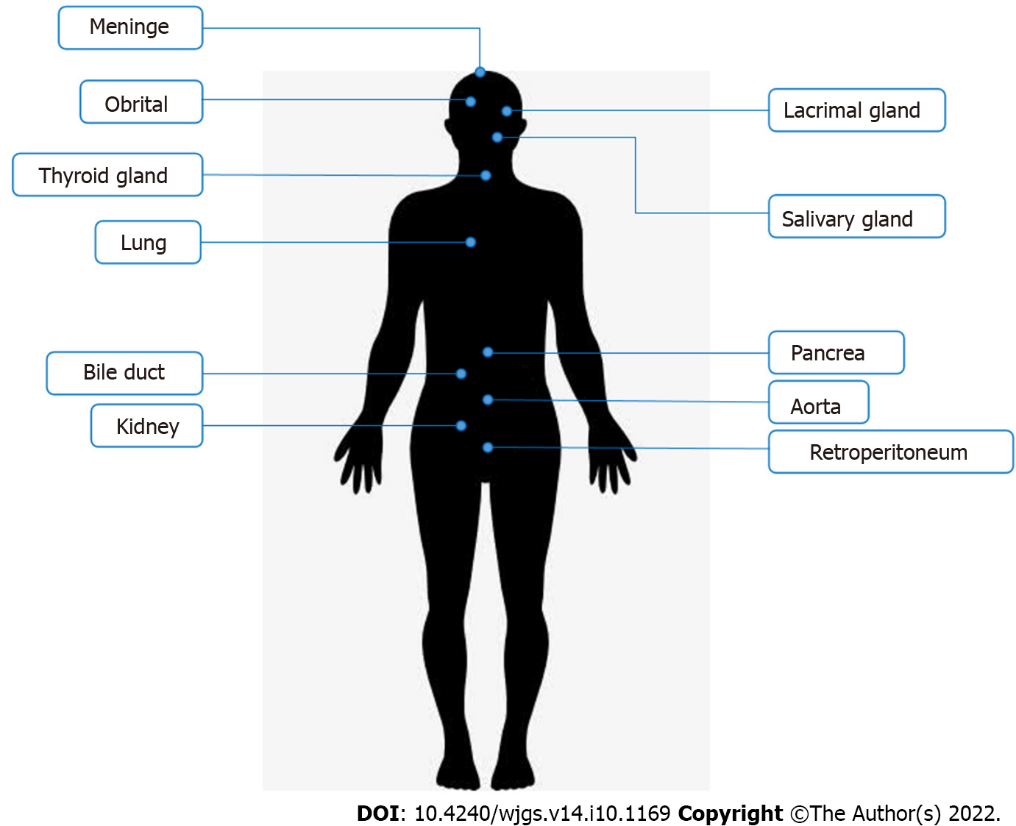 Meninge
Obrital
Lacrimal gland
Thyroid gland
Salivary gland
Lung
Pancrea
Bile duct
Aorta
Kidney
Retroperitoneum
DOI: 10.4240/wjgs.v14.i10.1169 Copyright ©The Author(s) 2022.